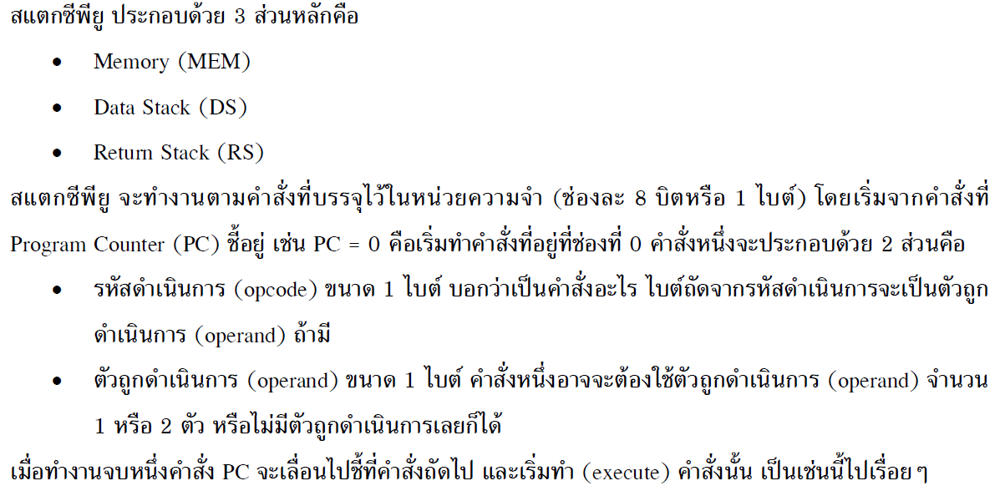 สแตกซีพียู ประกอบด้วย 3 ส่วนหลักคือ
• Memory (MEM)
• Data Stack (DS)
• Return Stack (RS)
สแตกซีพียู จะทำงานตามคำสั่งที่บรรจุไว้ในหน่วยความจำ (ช่องละ 8 บิตหรือ 1 ไบต์) โดยเริ่มจากคำสั่งที่
Program Counter (PC) ชี้อยู่ เช่น PC = 0 คือเริ่มทำคำสั่งที่อยู่ที่ช่องที่ 0 คำสั่งหนึ่งจะประกอบด้วย 2 ส่วนคือ
• รหัสดำเนินการ (opcode) ขนาด 1 ไบต์ บอกว่าเป็นคำสั่งอะไร ไบต์ถัดจากรหัสดำเนินการจะเป็นตัวถูก
ดำเนินการ (operand) ถ้ามี
• ตัวถูกดำเนินการ (operand) ขนาด 1 ไบต์ คำสั่งหนึ่งอาจจะต้องใช้ตัวถูกดำเนินการ (operand) จำนวน
1 หรือ 2 ตัว หรือไม่มีตัวถูกดำเนินการเลยก็ได้
เมื่อทำงานจบหนึ่งคำสั่ง PC จะเลื่อนไปชี้ที่คำสั่งถัดไป และเริ่มทำ (execute) คำสั่งนั้น เป็นเช่นนี้ไปเรื่อยๆ